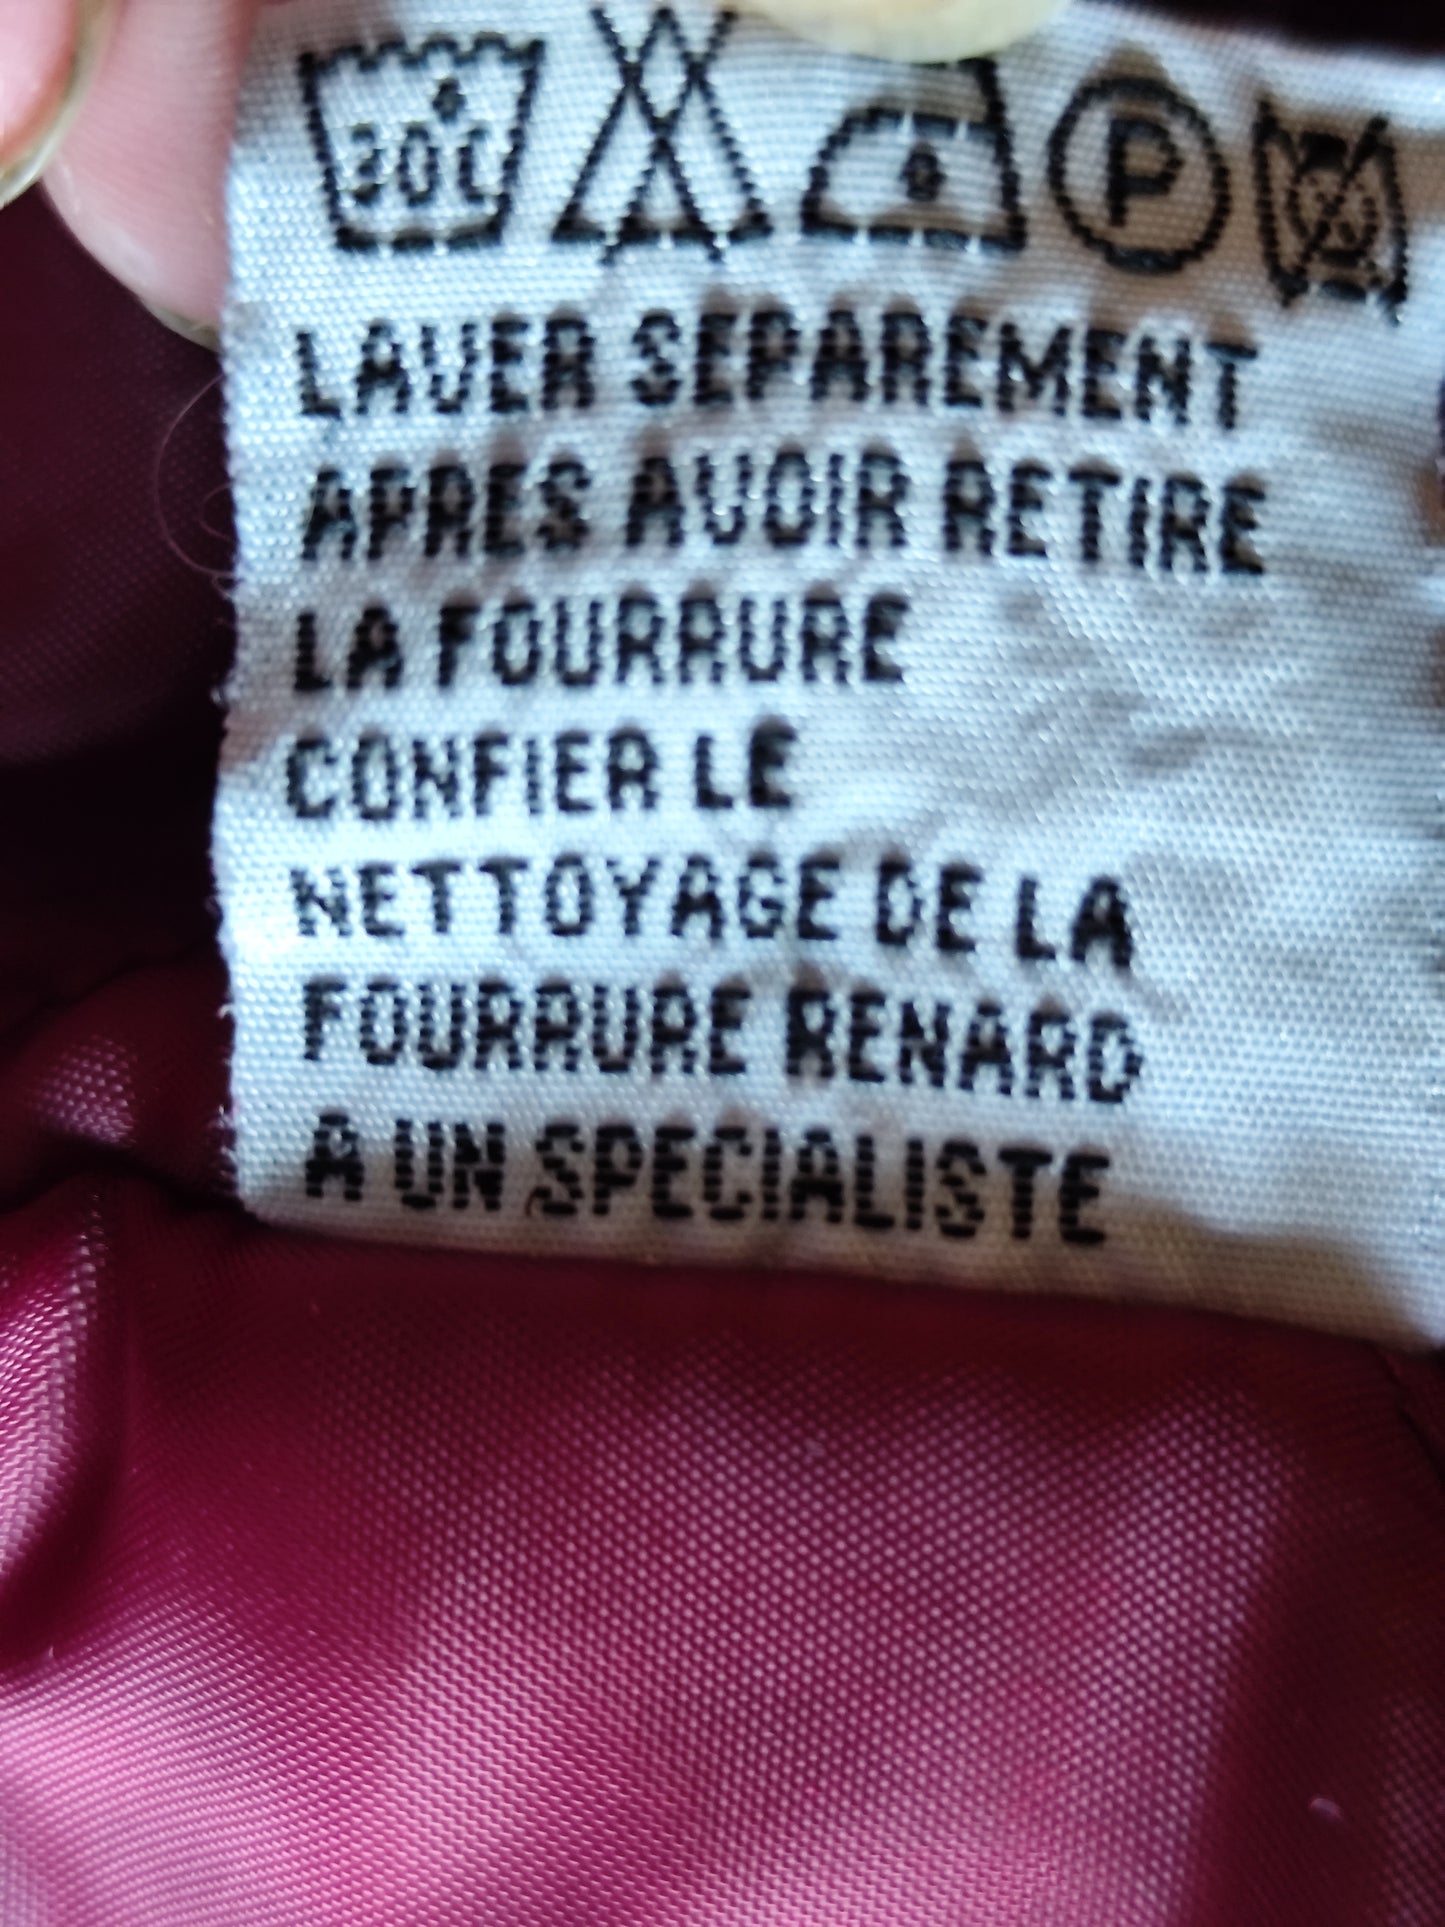 30°C P
LAVER SEPAREMENT
APRES AVOIR RETIRE
LA FOURRURE
CONFIER LE
NETTOYAGE DE LA
FOURRURE RENARD
A UN SPECIALISTE